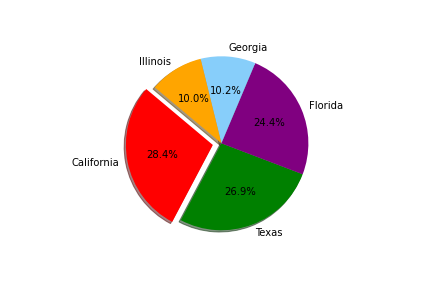 Georgia
Illinois
10.2%
10.0%
Florida
24.4%
28.4%
California
26.9%
Texas